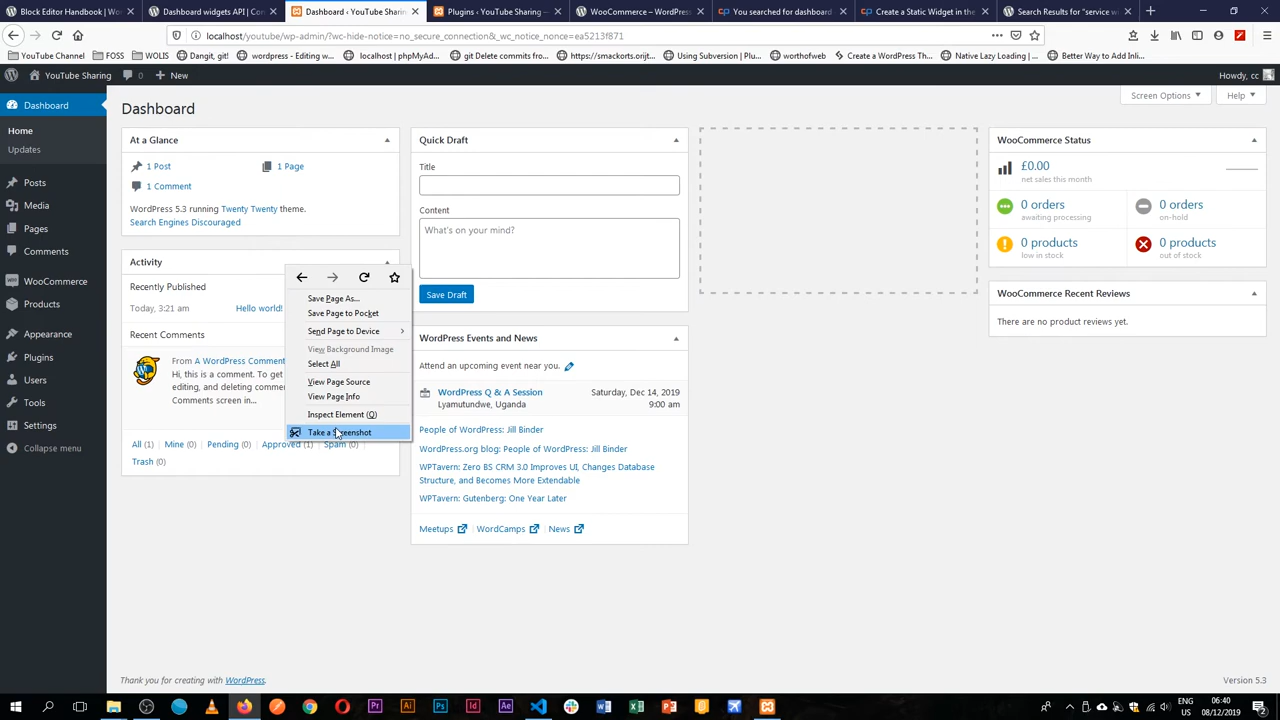 Block Editor Handbook | Wor
Dashboard widgets API | Con
Dashboard ‹ YouTube Sharin
Plugins ‹ YouTube Sharing —
WooCommerce – WordPress
You searched for dashboard
Create a Static Widget in the
Search Results for "service w
localhost/youtube/wp-admin/?wc-hide-notice=no_secure_connection&_wc_notice_nonce=ea5213f871
YouTube Channel
FOSS
WOLIS
Dangit, git!
wordpress - Editing w...
localhost | phpMyAd...
git Delete commits fro...
https://smackorts.orijt...
Using Subversion | Plu...
worthofweb
Create a WordPress Th...
Native Lazy Loading | ...
Better Way to Add Inli...
YouTube Sharing
0
New
Howdy, cc
Dashboard
Home
Updates
Posts
Media
Pages
Comments
WooCommerce
Products
Appearance
Plugins
Users
Tools
Settings
Collapse menu
Dashboard
Screen Options
Help
At a Glance
1 Post
1 Page
1 Comment
WordPress 5.3 running Twenty Twenty theme.
Search Engines Discouraged
Activity
Recently Published
Today, 3:21 am
Hello world!
Recent Comments
From A WordPress Comment
Hi, this is a comment. To get
editing, and deleting commen
Comments screen in...
All (1)
Mine (0)
Pending (0)
Approved (1)
Spam (0)
Trash (0)
Save Page As...
Save Page to Pocket
Send Page to Device
View Background Image
Select All
View Page Source
View Page Info
Inspect Element (Q)
Take a Screenshot
Quick Draft
Title
Content
What's on your mind?
Save Draft
WordPress Events and News
Attend an upcoming event near you.
WordPress Q & A Session
Saturday, Dec 14, 2019
Lyamutundwe, Uganda
9:00 am
People of WordPress: Jill Binder
WordPress.org blog: People of WordPress: Jill Binder
WPTavern: Zero BS CRM 3.0 Improves UI, Changes Database
Structure, and Becomes More Extendable
WPTavern: Gutenberg: One Year Later
Meetups
WordCamps
News
WooCommerce Status
£0.00
net sales this month
0 orders
awaiting processing
0 orders
on-hold
0 products
low in stock
0 products
out of stock
WooCommerce Recent Reviews
There are no product reviews yet.
Thank you for creating with WordPress.
Version 5.3
Pr
Ai
Ps
Id
Ae
ENG
US
06:40
08/12/2019